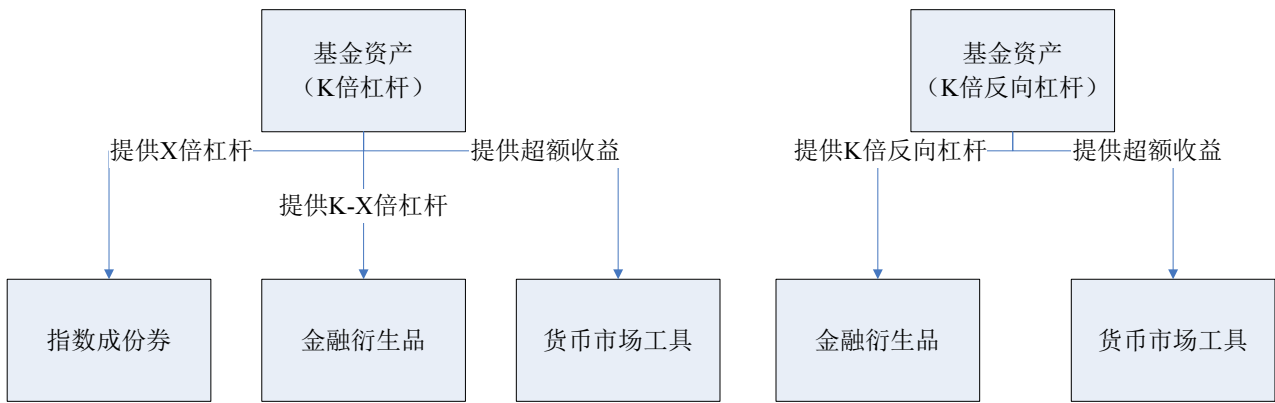 基金资产
（K倍杠杆）
基金资产
（K倍反向杠杆）
提供X倍杠杆
提供超额收益
提供K倍反向杠杆
提供超额收益
提供K-X倍杠杆
指数成份券
金融衍生品
货币市场工具
金融衍生品
货币市场工具